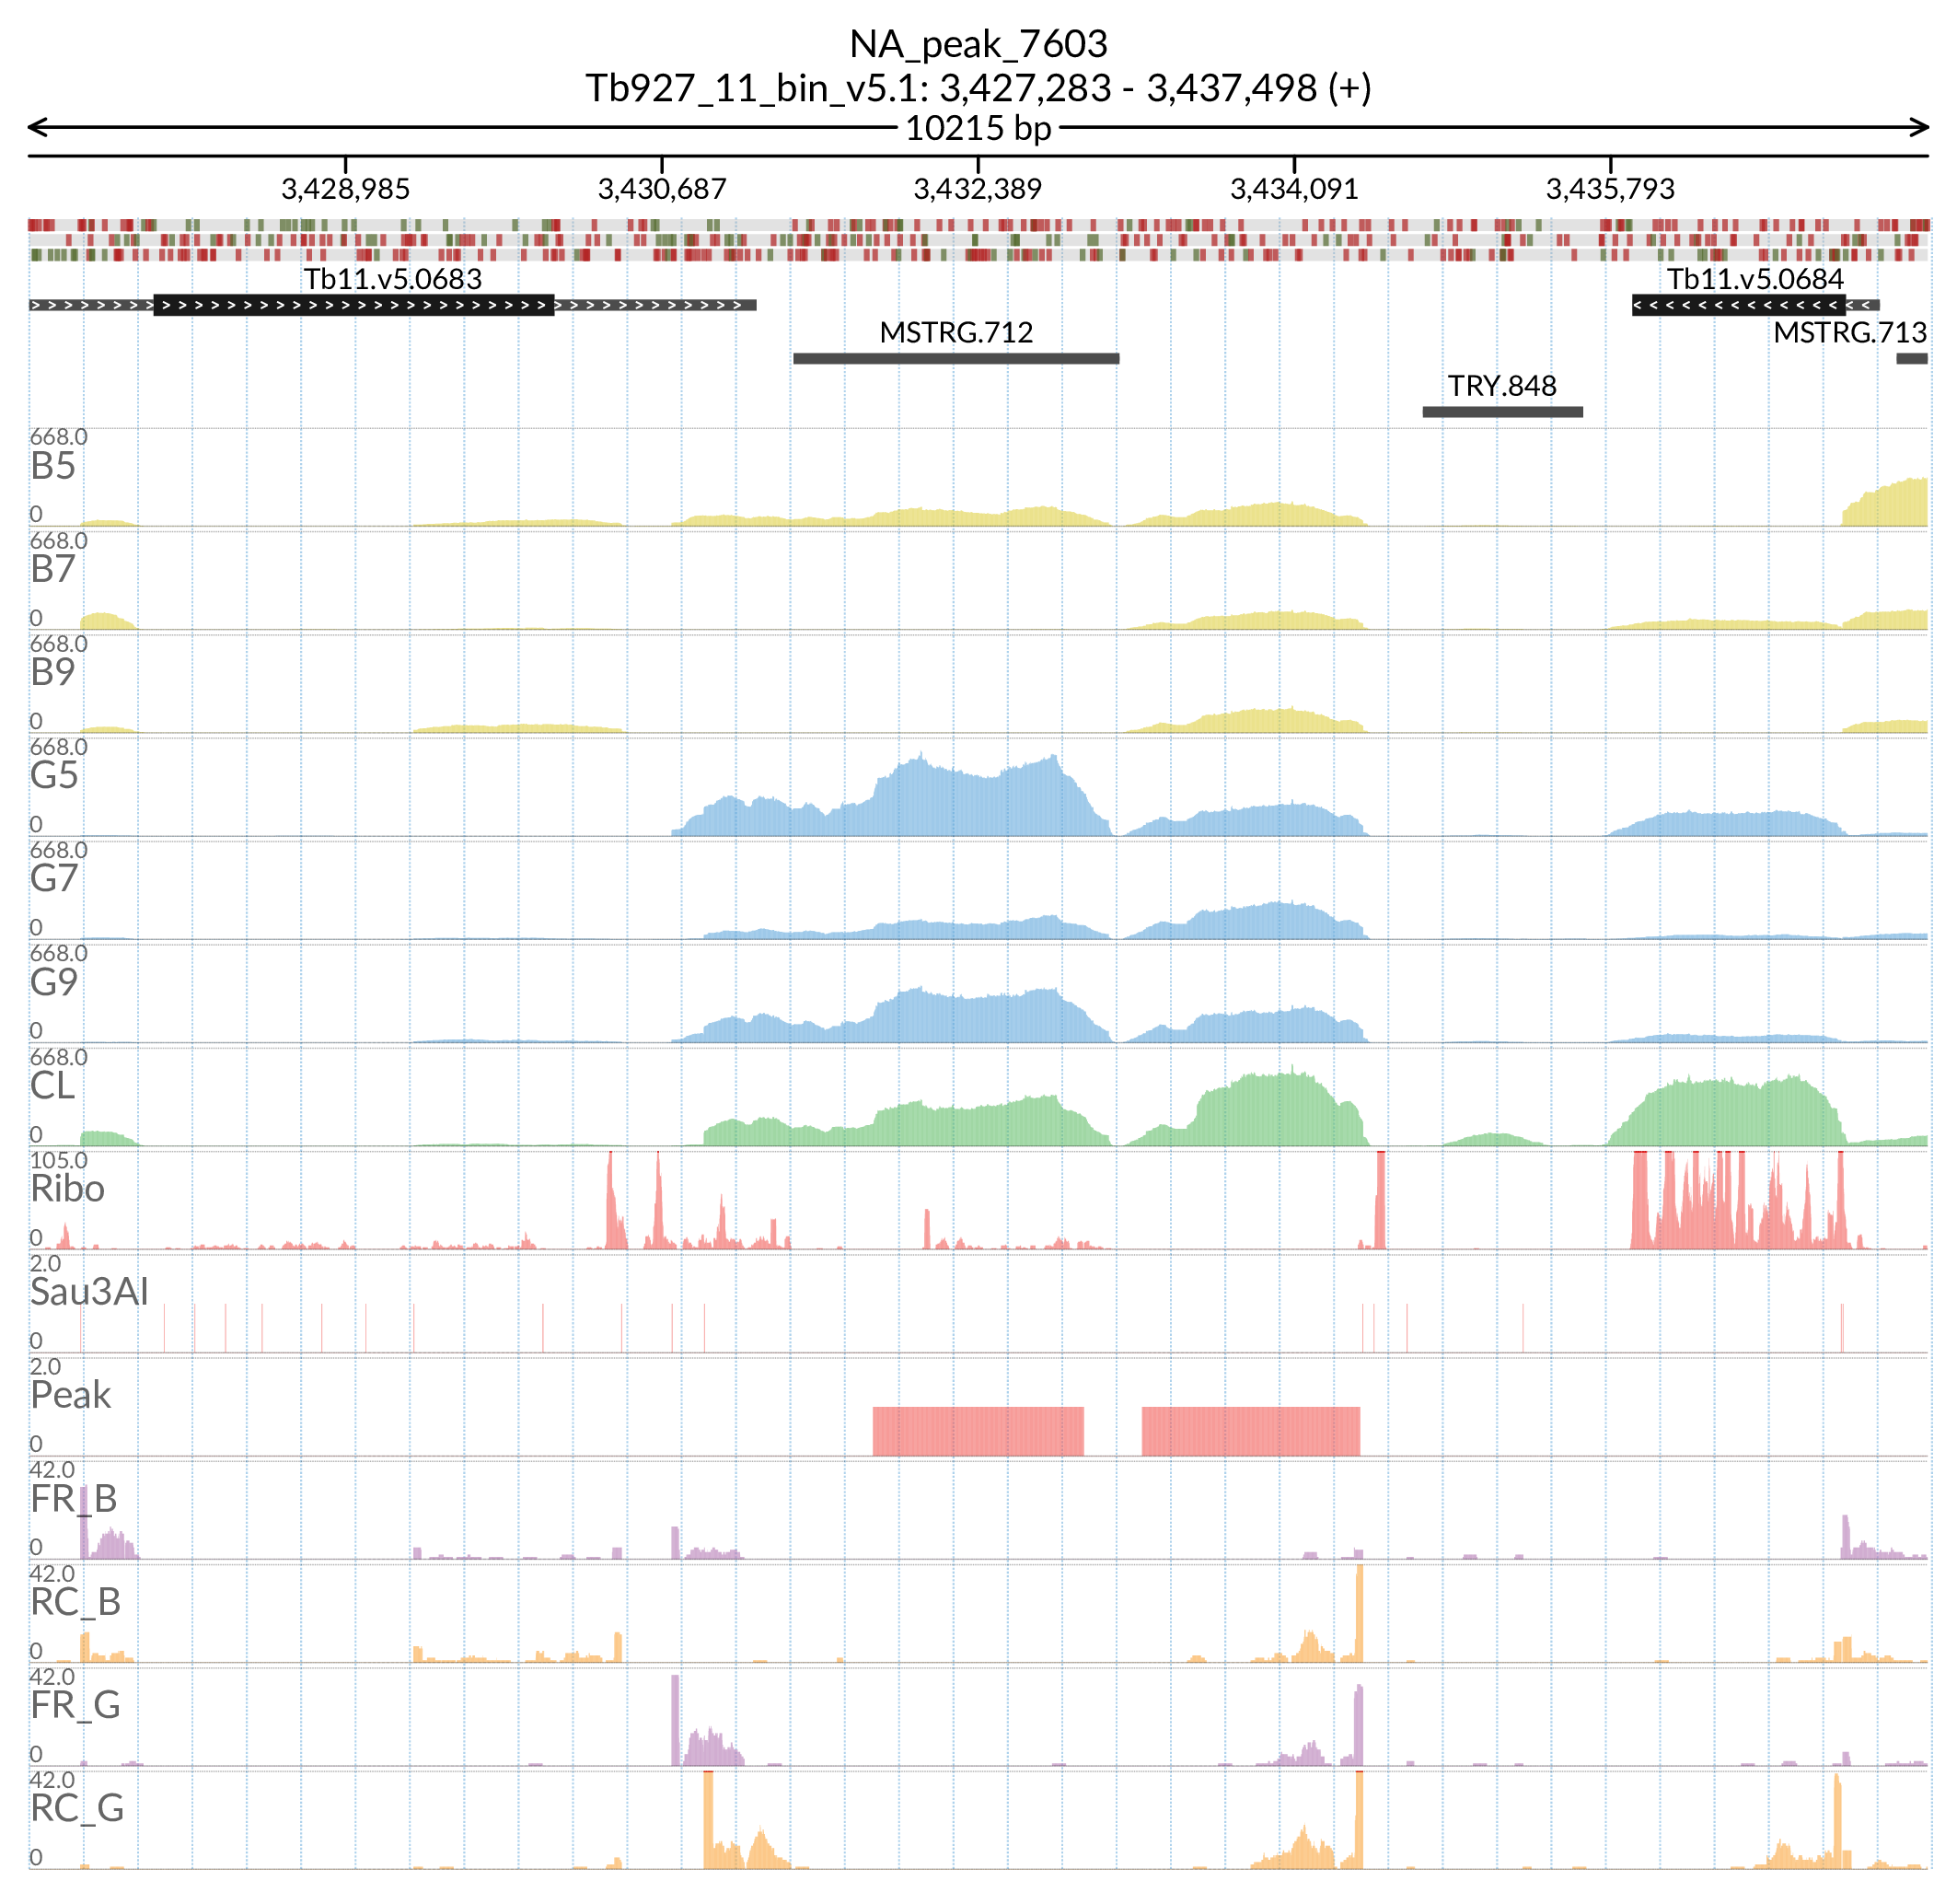 NA_peak_7603
Tb927_11_bin_v5.1: 3,427,283 - 3,437,498 (+)
10215 bp
3,428,985 3,430,687 3,432,389 3,434,091 3,435,793
Tb11.v5.0683 Tb11.v5.0684
MSTRG.712 MSTRG.713
TRY.848
668.0
B5
0
668.0
B7
0
668.0
B9
0
668.0
G5
0
668.0
G7
0
668.0
G9
0
668.0
CL
0
105.0
Ribo
0
2.0
Sau3AI
0
2.0
Peak
0
42.0
FR_B
0
42.0
RC_B
0
42.0
FR_G
0
42.0
RC_G
0